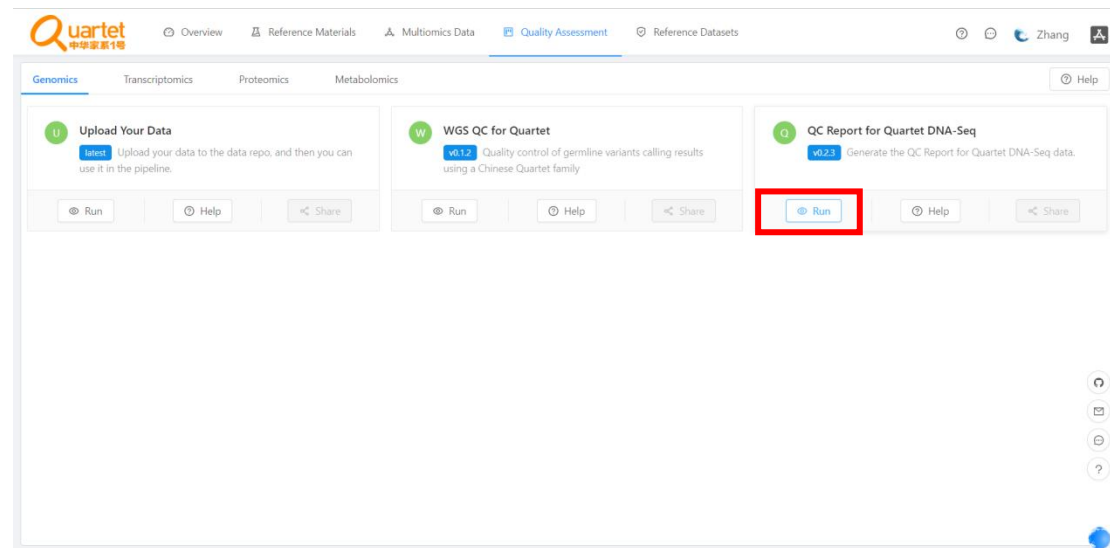 Quartet
中华家系1号
Overview
Reference Materials
Multiomics Data
Quality Assessment
Reference Datasets
Zhang
Genomics
Transcriptomics
Proteomics
Metabolomics
Help
U
Upload Your Data
latest Upload your data to the data repo, and then you can
use it in the pipeline.
Run
Help
Share
W
WGS QC for Quartet
v0.1.2 Quality control of germline variants calling results
using a Chinese Quartet family
Run
Help
Share
Q
QC Report for Quartet DNA-Seq
v0.2.3 Generate the QC Report for Quartet DNA-Seq data.
Run
Help
Share